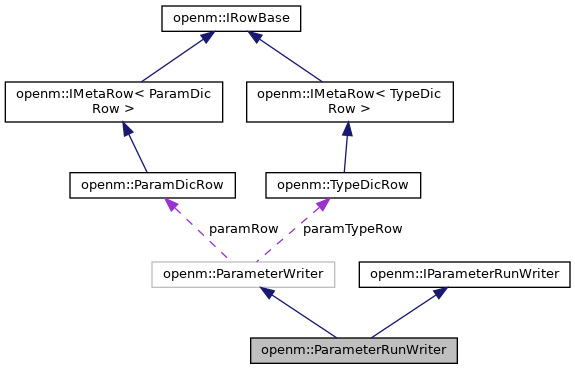 openm::IRowBase
openm::IMetaRow< ParamDic
Row >
openm::IMetaRow< TypeDic
Row >
openm::ParamDicRow
openm::TypeDicRow
paramRow
paramTypeRow
openm::ParameterWriter
openm::IParameterRunWriter
openm::ParameterRunWriter